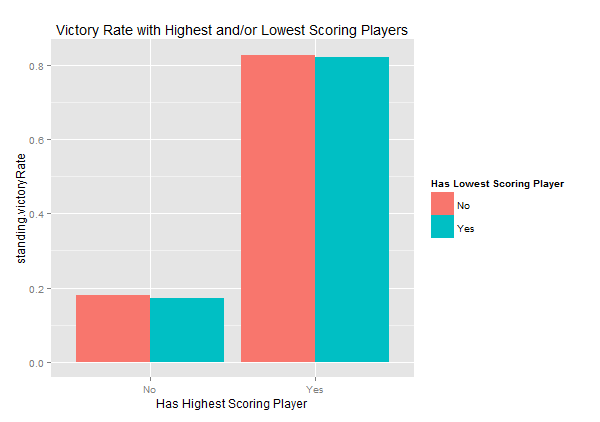 Victory Rate with Highest and/or Lowest Scoring Players
standing.victoryRate
0.8
0.6
0.4
0.2
0.0
No
Yes
Has Highest Scoring Player
Has Lowest Scoring Player
No
Yes